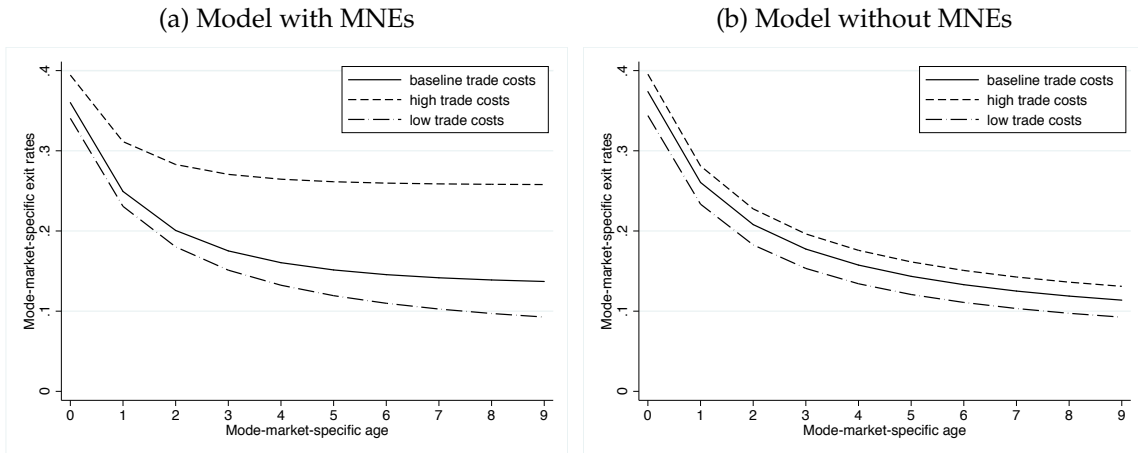 (a) Model with MNEs
Mode-market-specific exit rates
.4
.3
.2
.1
0
baseline trade costs
high trade costs
low trade costs
0 1 2 3 4 5 6 7 8 9
Mode-market-specific age
(b) Model without MNEs
Mode-market-specific exit rates
.4
.3
.2
.1
0
baseline trade costs
high trade costs
low trade costs
0 1 2 3 4 5 6 7 8 9
Mode-market-specific age